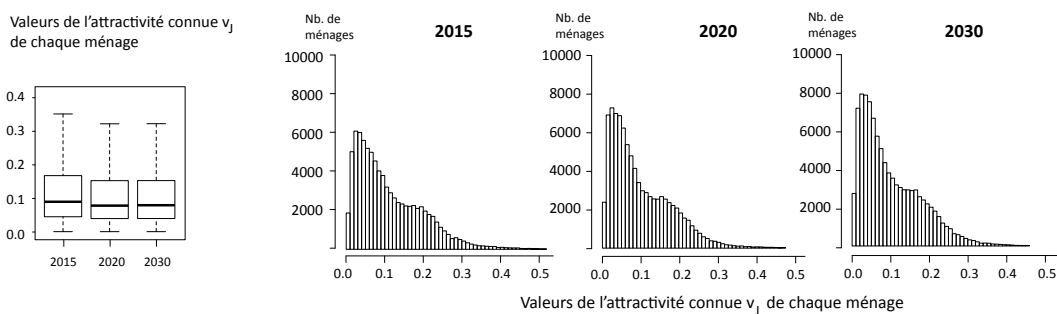 Valeurs de l'attractivité connue vJ
de chaque ménage
0.4
0.3
0.2
0.1
0.0
2015 2020 2030
Nb. de
ménages
2015
10000
8000
6000
4000
2000
0.0 0.1 0.2 0.3 0.4 0.5
Nb. de
ménages
2020
10000
8000
6000
4000
2000
0.0 0.1 0.2 0.3 0.4 0.5
Nb. de
ménages
2030
10000
8000
6000
4000
2000
0.0 0.1 0.2 0.3 0.4 0.5
Valeurs de l'attractivité connue vJ de chaque ménage